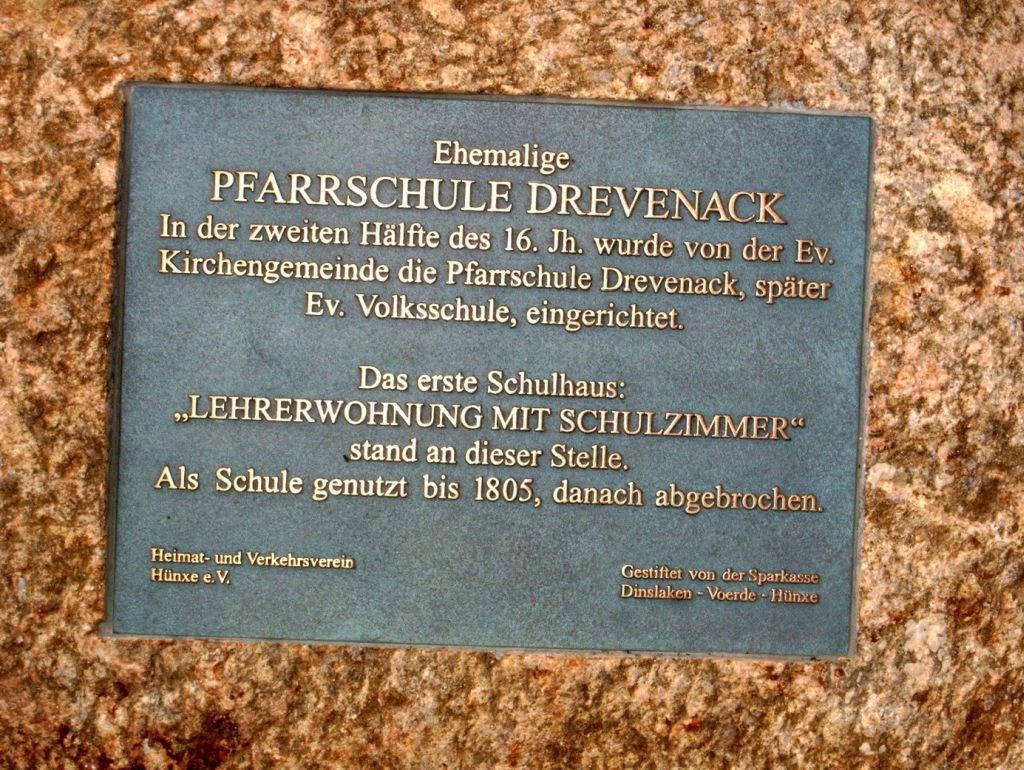 Ehemalige
PFARRSCHULE DREVENACK
In der zweiten Hälfte des 16. Jh. wurde von der Ev.
Kirchengemeinde die Pfarrschule Drevenack, später
Ev. Volksschule, eingerichtet.
Das erste Schulhaus:
„LEHRERWOHNUNG MIT SCHULZIMMER“
stand an dieser Stelle.
Als Schule genutzt bis 1805, danach abgebrochen.
Heimat- und Verkehrsverein
Hünxe e.V.
Gestiftet von der Sparkasse
Dinslaken - Voerde - Hünxe